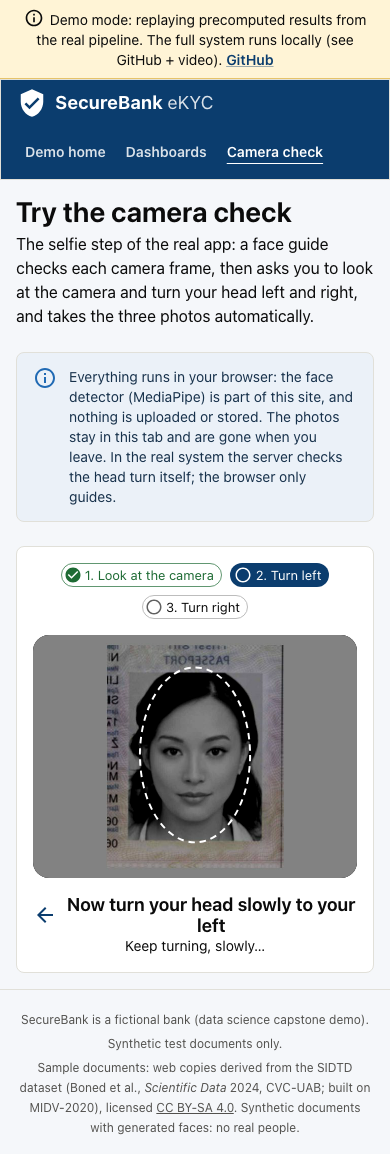 Demo mode: replaying precomputed results from
the real pipeline. The full system runs locally (see
GitHub + video). GitHub
SecureBank eKYC
Demo home Dashboards Camera check
Try the camera check
The selfie step of the real app: a face guide
checks each camera frame, then asks you to look
at the camera and turn your head left and right,
and takes the three photos automatically.
Everything runs in your browser: the face
detector (MediaPipe) is part of this site, and
nothing is uploaded or stored. The photos
stay in this tab and are gone when you
leave. In the real system the server checks
the head turn itself; the browser only
guides.
1. Look at the camera 2. Turn left
3. Turn right
PASSEPORT
Now turn your head slowly to your
left
Keep turning, slowly...
SecureBank is a fictional bank (data science capstone demo).
Synthetic test documents only.
Sample documents: web copies derived from the SIDTD
dataset (Boned et al., Scientific Data 2024, CVC-UAB; built on
MIDV-2020), licensed CC BY-SA 4.0. Synthetic documents
with generated faces: no real people.